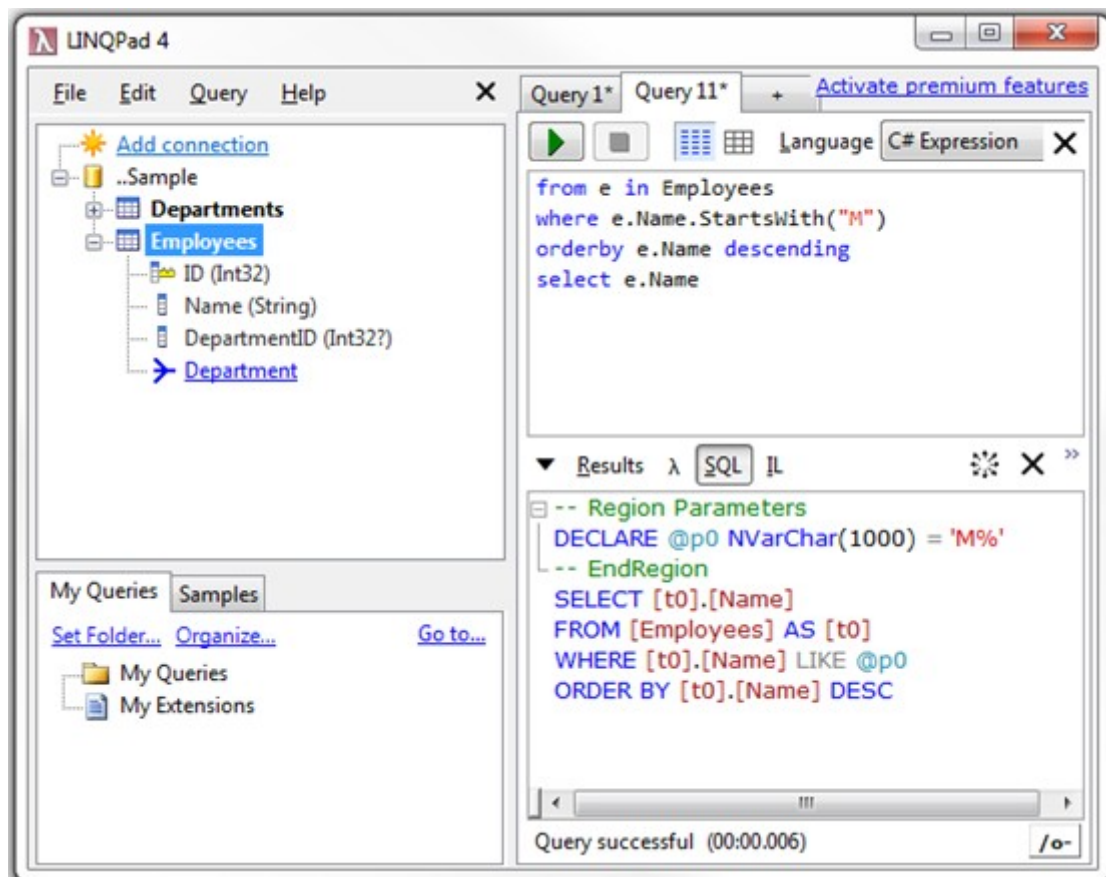 LINQPad 4
File Edit Query Help
Add connection
..Sample
Departments
Employees
ID (Int32)
Name (String)
DepartmentID (Int32?)
Department
My Queries Samples
Set Folder... Organize... Go to...
My Queries
My Extensions
Query 1* Query 11* + Activate premium features
Language C# Expression
from e in Employees
where e.Name.StartsWith("M")
orderby e.Name descending
select e.Name
Results λ SQL IL
-- Region Parameters
DECLARE @p0 NVarChar(1000) = 'M%'
-- EndRegion
SELECT [t0].[Name]
FROM [Employees] AS [t0]
WHERE [t0].[Name] LIKE @p0
ORDER BY [t0].[Name] DESC
Query successful (00:00.006) /o-